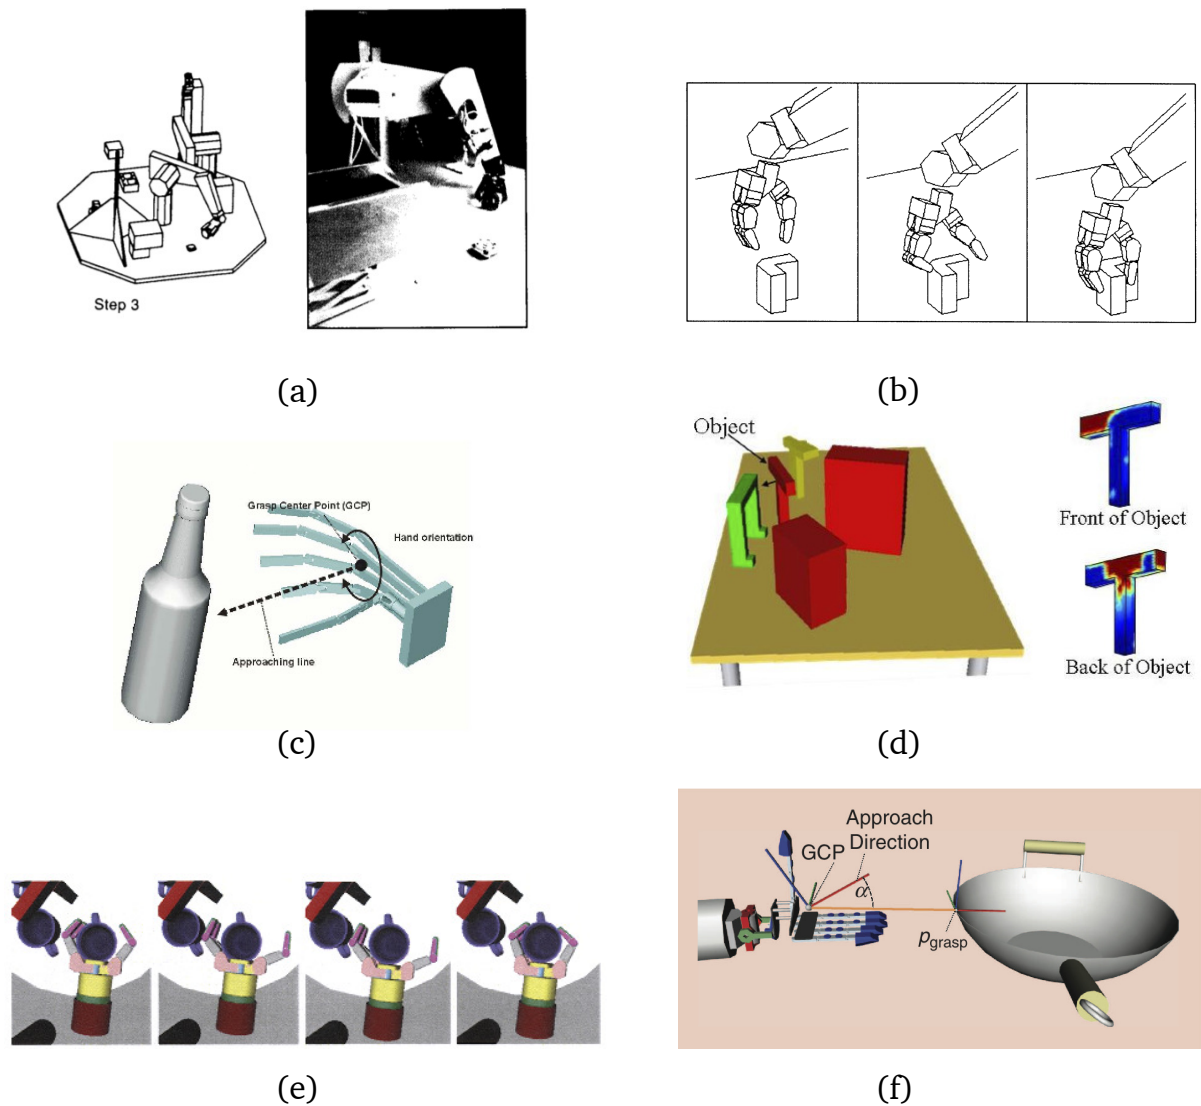 Step 3
(a)
(b)
Grasp Center Point (GCP)
Hand orientation
Approaching line
(c)
Object
Front of Object
Back of Object
(d)
(e)
Approach
Direction
GCP
α
pgrasp
(f)